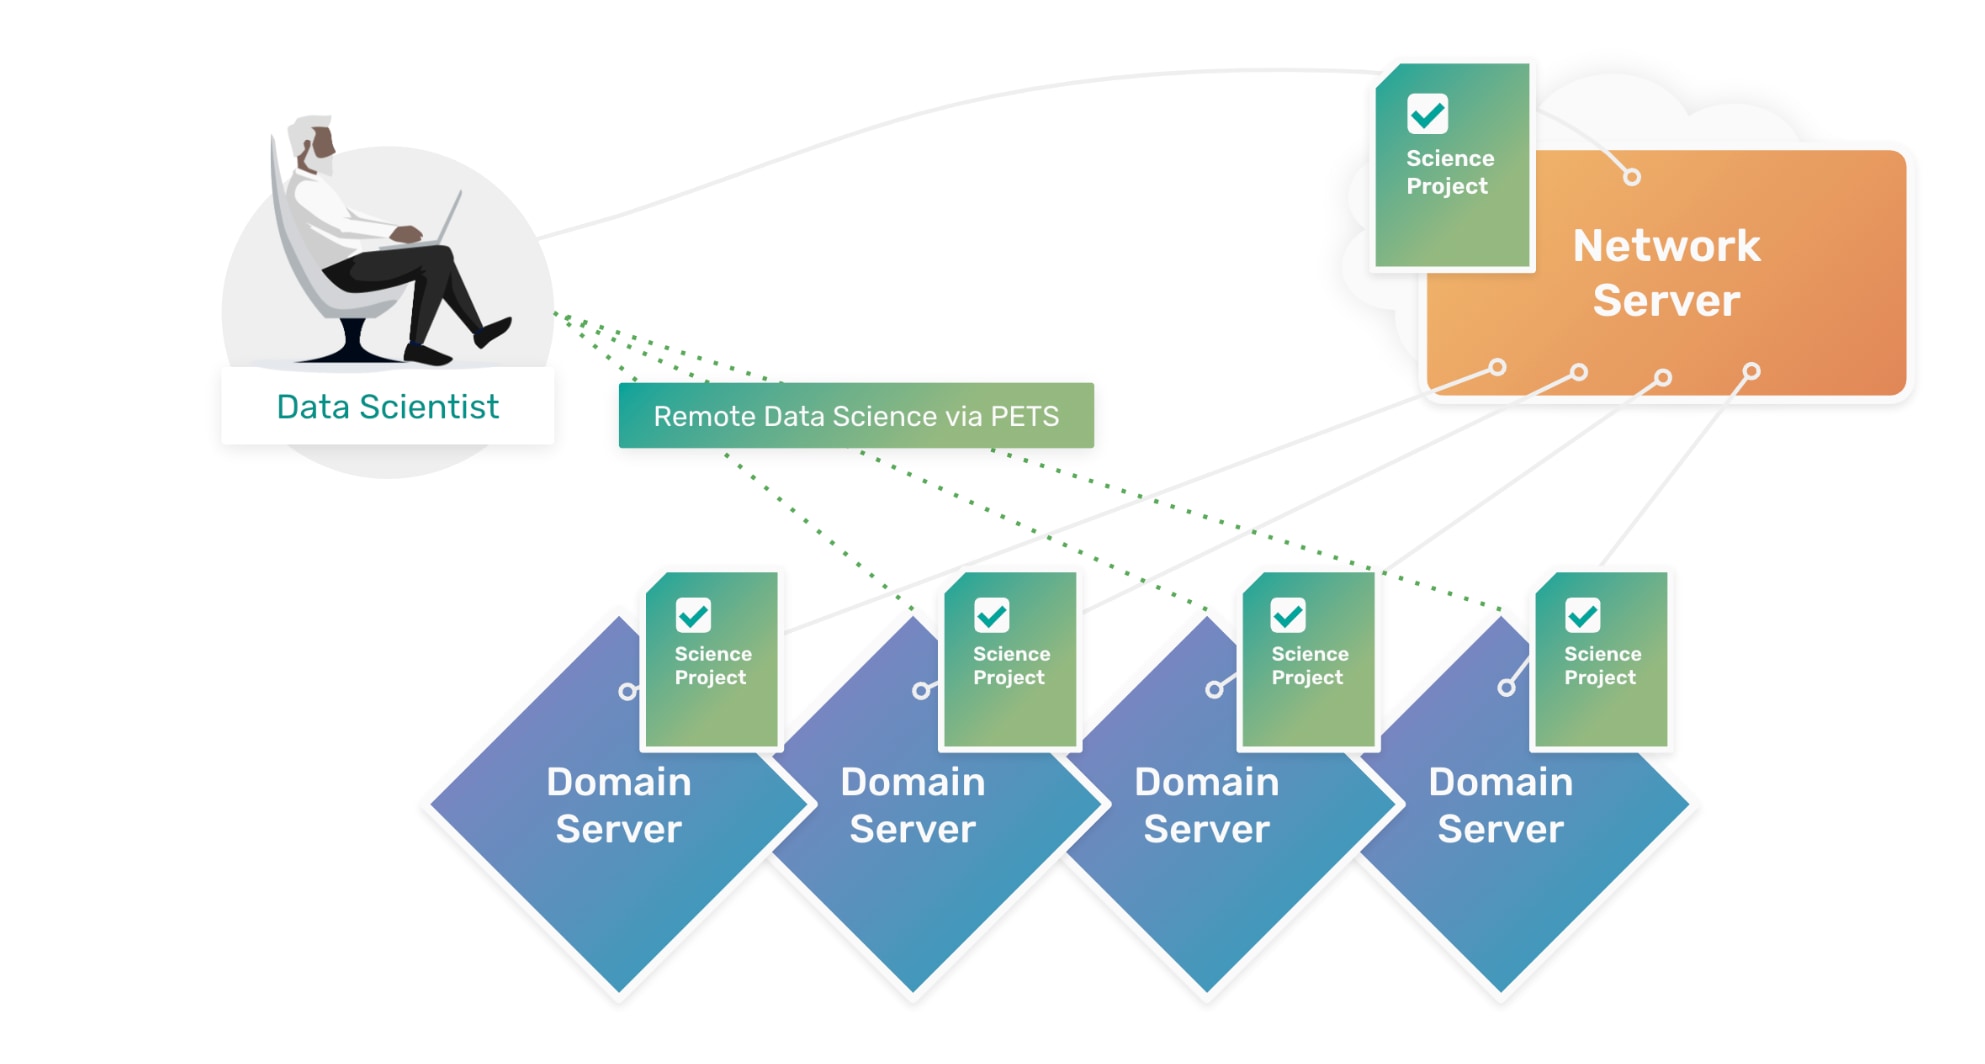 Science
Project
Network
Server
Data Scientist
Remote Data Science via PETS
Science
Project
Science
Project
Science
Project
Science
Project
Domain
Server
Domain
Server
Domain
Server
Domain
Server